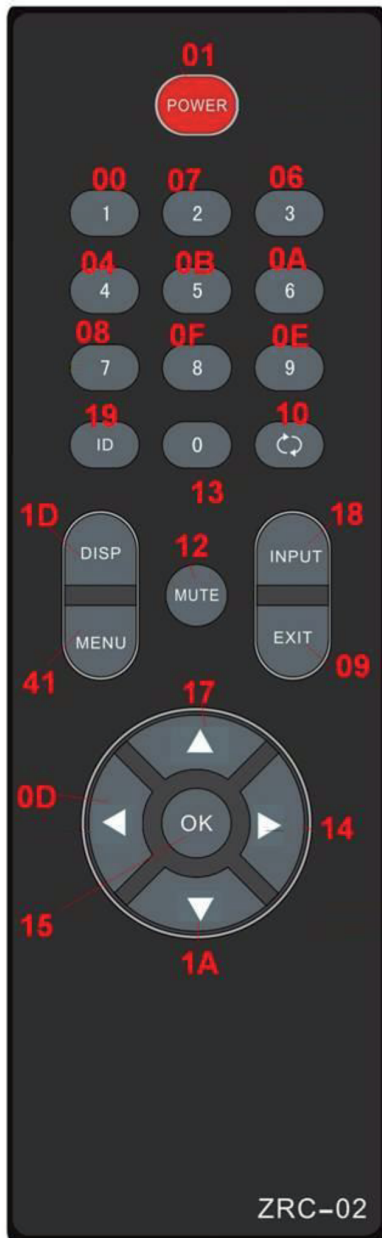 01
POWER
00 07 06
1 2 3
04 0B 0A
4 5 6
08 0F 0E
7 8 9
19 10
ID 0
13
1D 12 18
DISP MUTE INPUT
MENU EXIT
41 17 09
0D OK 14
15 1A
ZRC-02